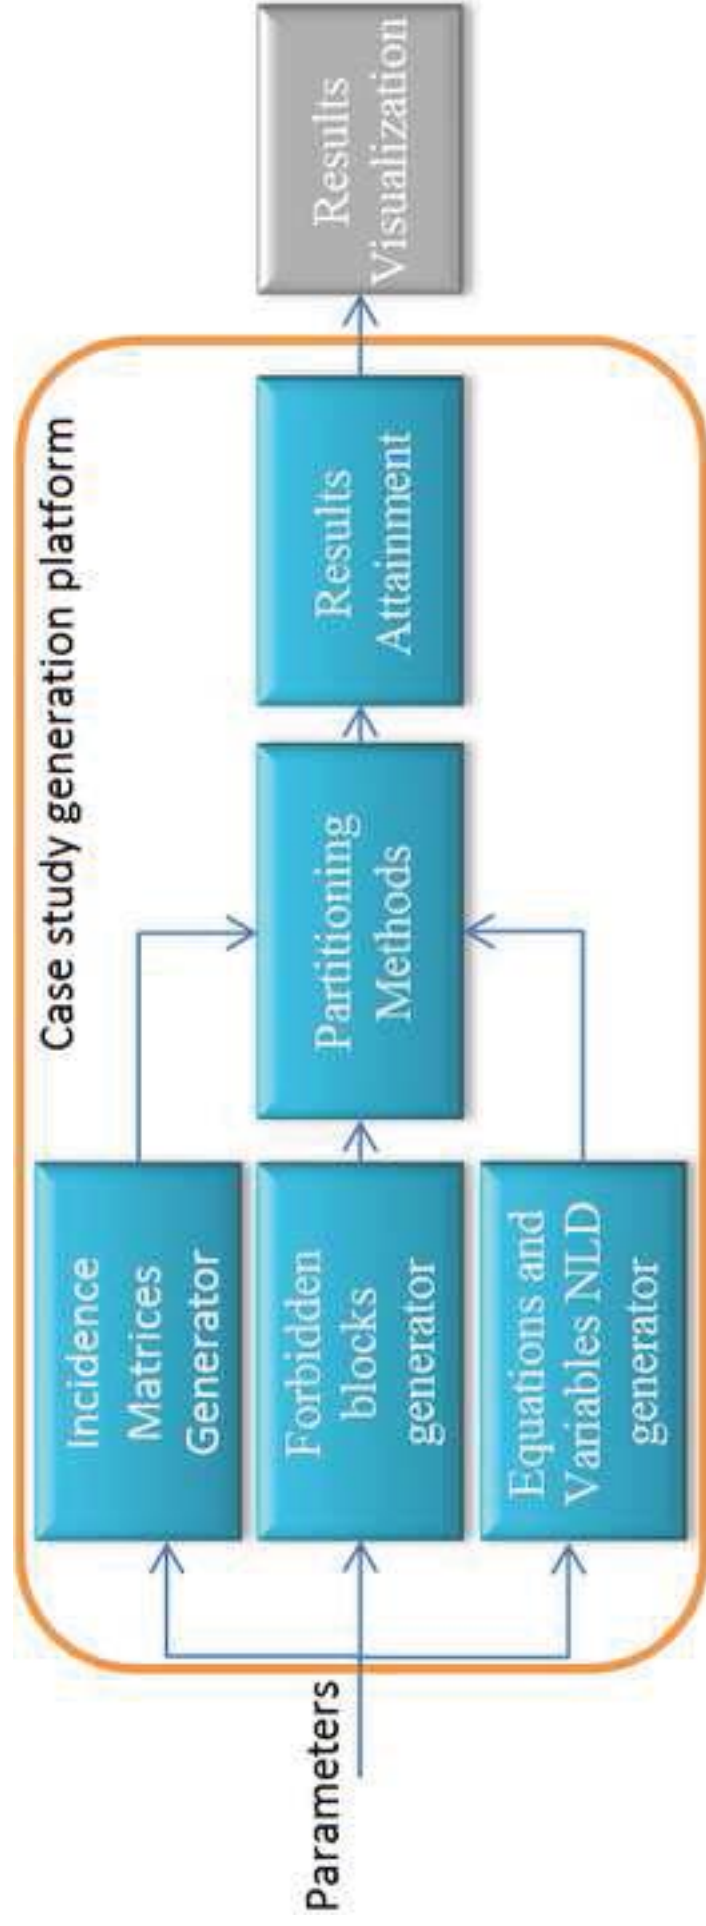 Case study generation platform
Parameters
Incidence
Matrices
Generator
Forbidden
blocks
generator
Equations and
Variables NLD
generator
Partitioning
Methods
Results
Attainment
Results
Visualization